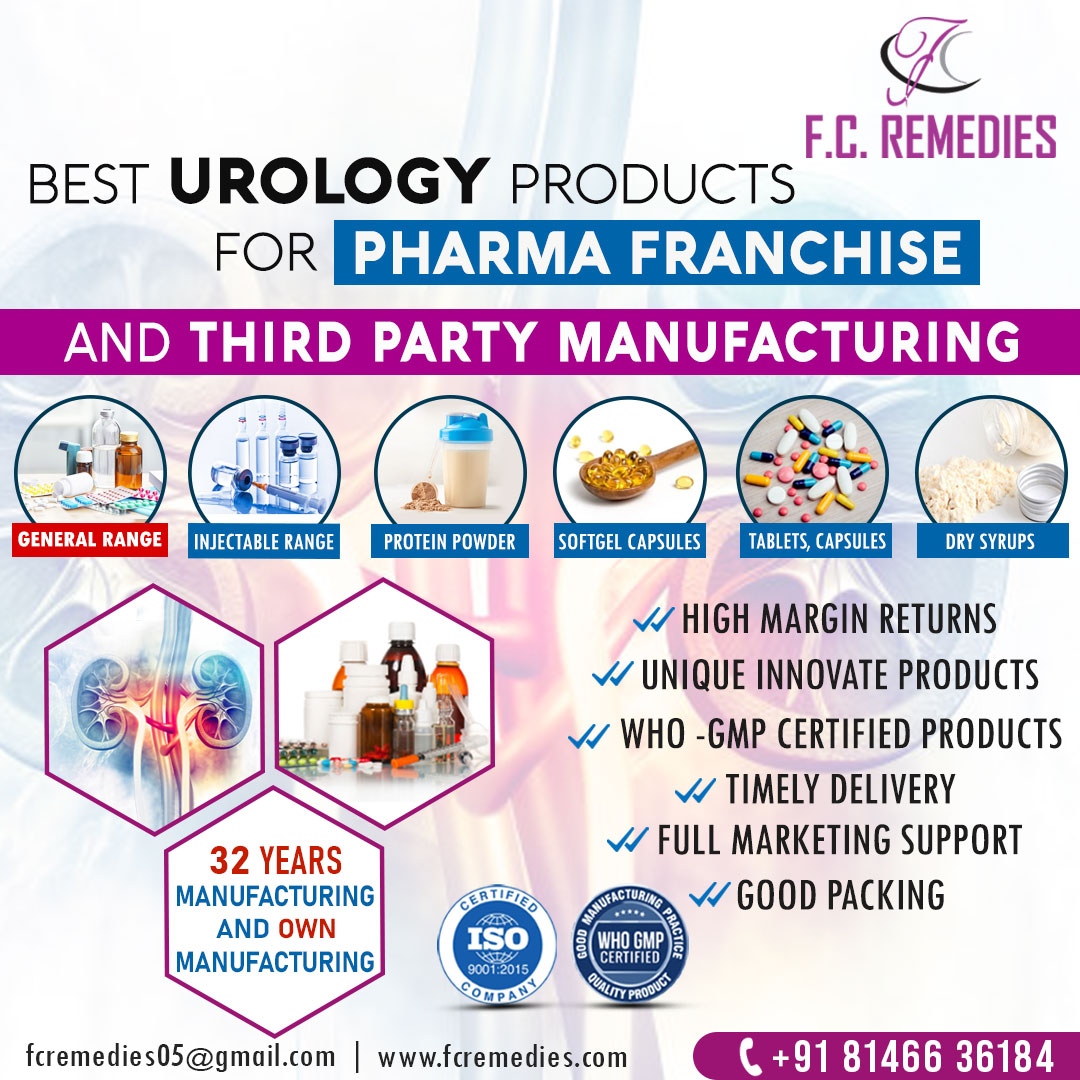 F.C. REMEDIES
BEST UROLOGY PRODUCTS
FOR PHARMA FRANCHISE
AND THIRD PARTY MANUFACTURING
GENERAL RANGE
INJECTABLE RANGE
PROTEIN POWDER
SOFTGEL CAPSULES
TABLETS, CAPSULES
DRY SYRUPS
HIGH MARGIN RETURNS
UNIQUE INNOVATE PRODUCTS
WHO -GMP CERTIFIED PRODUCTS
TIMELY DELIVERY
FULL MARKETING SUPPORT
GOOD PACKING
32 YEARS
MANUFACTURING
AND OWN
MANUFACTURING
CERTIFIED
ISO
9001:2015
COMPANY
GOOD MANUFACTURING PRACTICE
WHO GMP
CERTIFIED
QUALITY PRODUCT
fcremedies05@gmail.com | www.fcremedies.com
+91 81466 36184